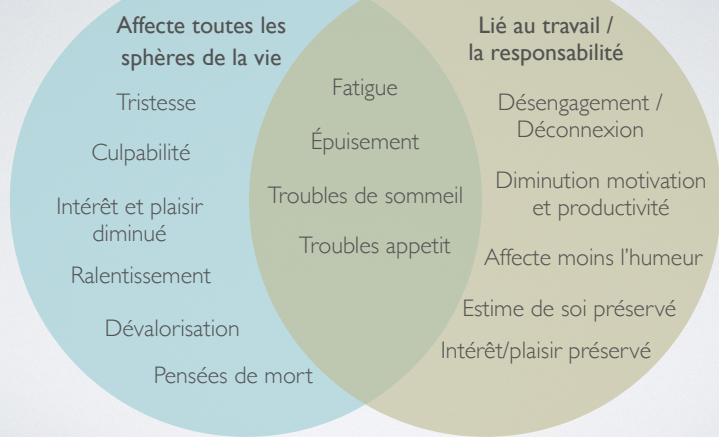 Affecte toutes les
sphères de la vie
Tristesse
Culpabilité
Intérêt et plaisir
diminué
Ralentissement
Dévalorisation
Pensées de mort
Fatigue
Épuisement
Troubles de sommeil
Troubles appetit
Lié au travail /
la responsabilité
Désengagement /
Déconnexion
Diminution motivation
et productivité
Affecte moins l'humeur
Estime de soi préservé
Intérêt/plaisir préservé